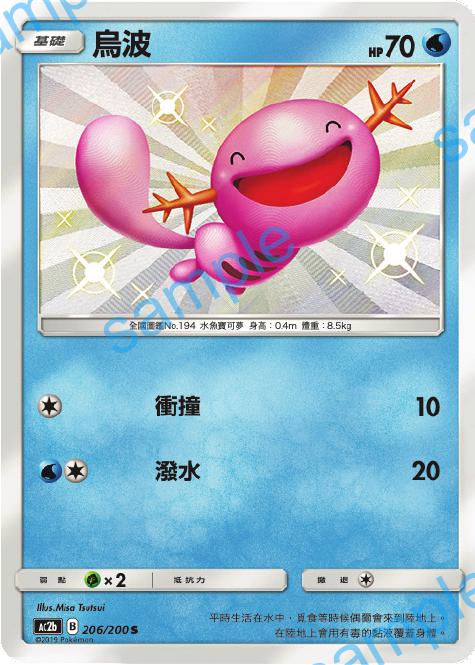 基礎 烏波 HP70
全國圖鑑No.194 水魚寶可夢 身高：0.4m 體重：8.5kg
衝撞 10
潑水 20
弱點 ×2 抵抗力 撤退
Illus.Misa Tsutsui
AC2b B 206/200 S
©2019 Pokémon
平時生活在水中，覓食等時候偶爾會來到陸地上。
在陸地上會用有毒的黏液覆蓋身體。
sample
sample
sample
sample